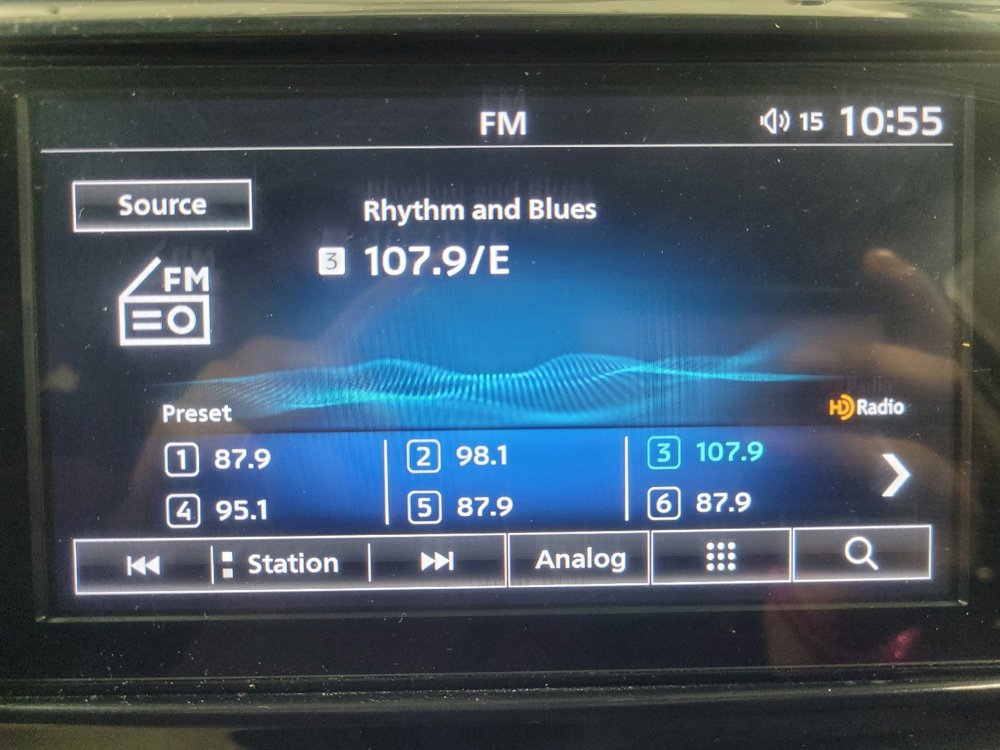 FM
15 10:55
Source
Rhythm and Blues
3 107.9/E
FM
HD Radio
Preset
1 87.9
2 98.1
3 107.9
4 95.1
5 87.9
6 87.9
Station
Analog